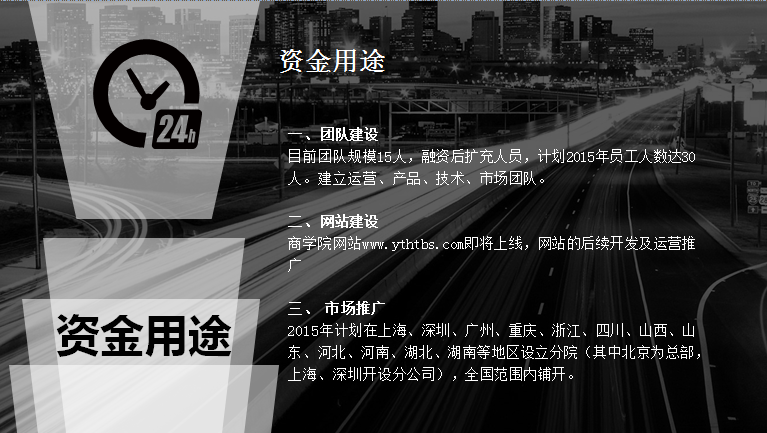 24h
资金用途
资金用途
一、团队建设
目前团队规模15人，融资后扩充人员，计划2015年员工人数达30
人。建立运营、产品、技术、市场团队。
二、网站建设
商学院网站www.ythtbs.com即将上线，网站的后续开发及运营推
广
三、 市场推广
2015年计划在上海、深圳、广州、重庆、浙江、四川、山西、山
东、河北、河南、湖北、湖南等地区设立分院（其中北京为总部，
上海、深圳开设分公司），全国范围内铺开。